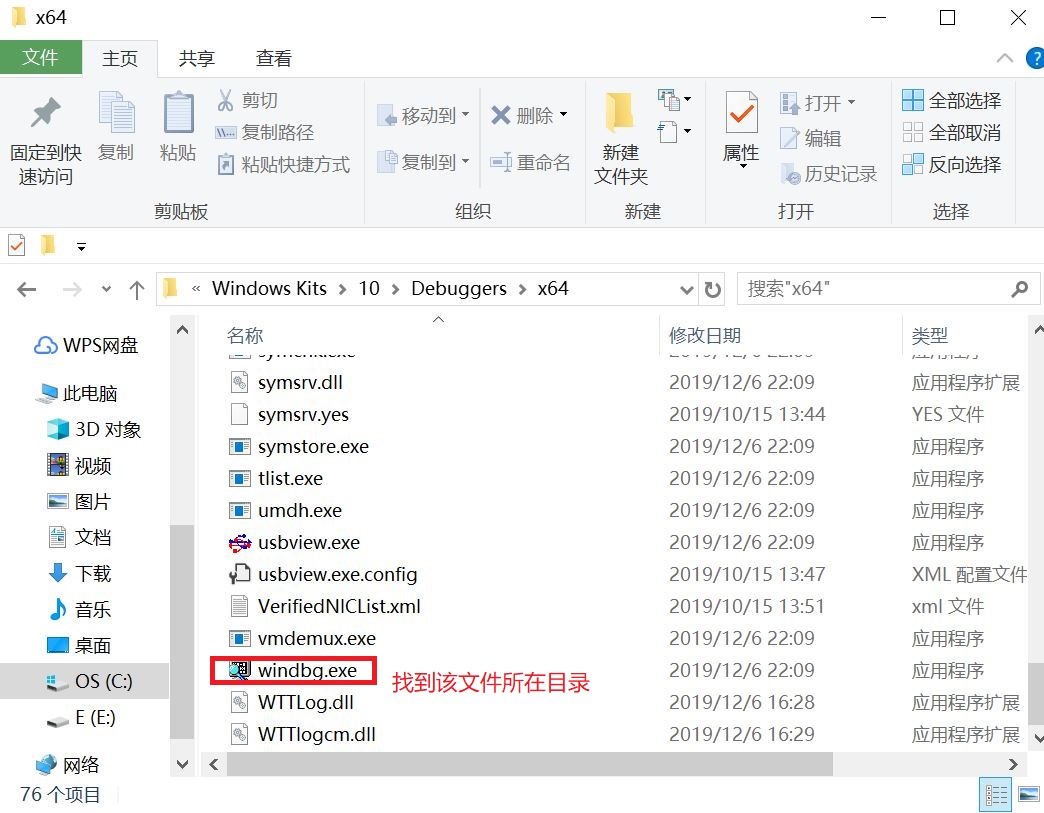 x64
文件 主页 共享 查看
固定到快速访问
复制
粘贴
剪切
复制路径
粘贴快捷方式
剪贴板
移动到
复制到
删除
重命名
组织
新建
文件夹
新建
属性
打开
编辑
历史记录
打开
全部选择
全部取消
反向选择
选择
« Windows Kits > 10 > Debuggers > x64
搜索"x64"
WPS网盘
此电脑
3D 对象
视频
图片
文档
下载
音乐
桌面
OS (C:)
E (E:)
网络
名称 修改日期 类型
symsrv.dll 2019/12/6 22:09 应用程序扩展
symsrv.yes 2019/10/15 13:44 YES 文件
symstore.exe 2019/12/6 22:09 应用程序
tlist.exe 2019/12/6 22:09 应用程序
umdh.exe 2019/12/6 22:09 应用程序
usbview.exe 2019/12/6 22:09 应用程序
usbview.exe.config 2019/10/15 13:47 XML 配置文件
VerifiedNICList.xml 2019/10/15 13:51 xml 文件
vmdemux.exe 2019/12/6 22:09 应用程序
windbg.exe 2019/12/6 22:09 应用程序
找到该文件所在目录
WTTLog.dll 2019/12/6 16:28 应用程序扩展
WTTlogcm.dll 2019/12/6 16:29 应用程序扩展
76 个项目